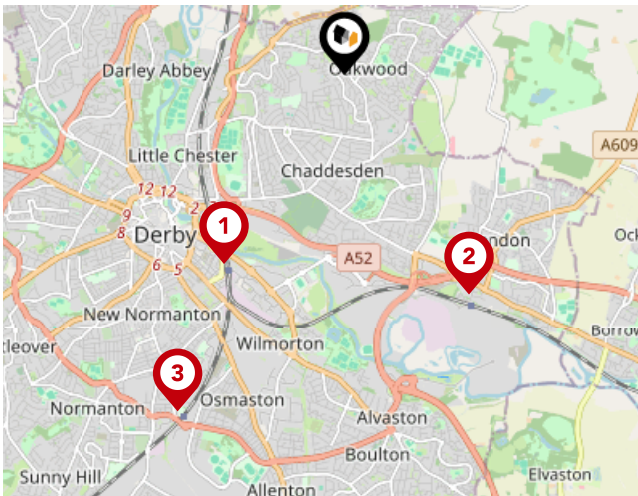 Darley Abbey
Oakwood
A609
Little Chester
Chaddesden
12 12
9
2
8
Derby
1
ndon
Ock
A52
2
6 5
New Normanton
Borrow
tleover
Wilmorton
3
Normanton
Osmaston
Alvaston
Boulton
Sunny Hill
Allenton
Elvaston